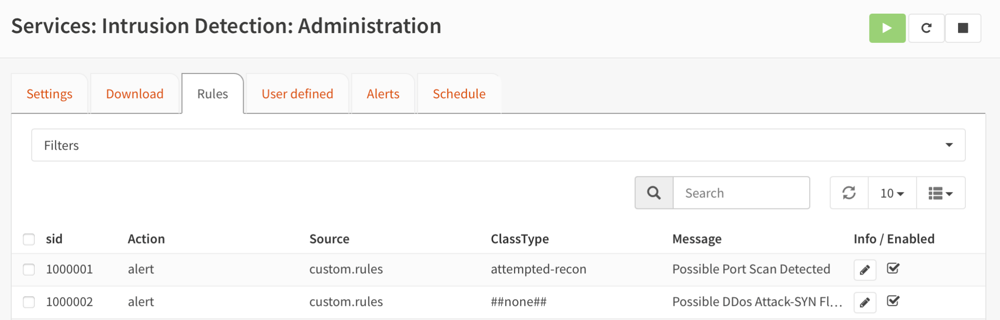 Services: Intrusion Detection: Administration
Settings Download Rules User defined Alerts Schedule
Filters
Search 10
sid Action Source ClassType Message Info / Enabled
1000001 alert custom.rules attempted-recon Possible Port Scan Detected
1000002 alert custom.rules ##none## Possible DDos Attack-SYN Fl...